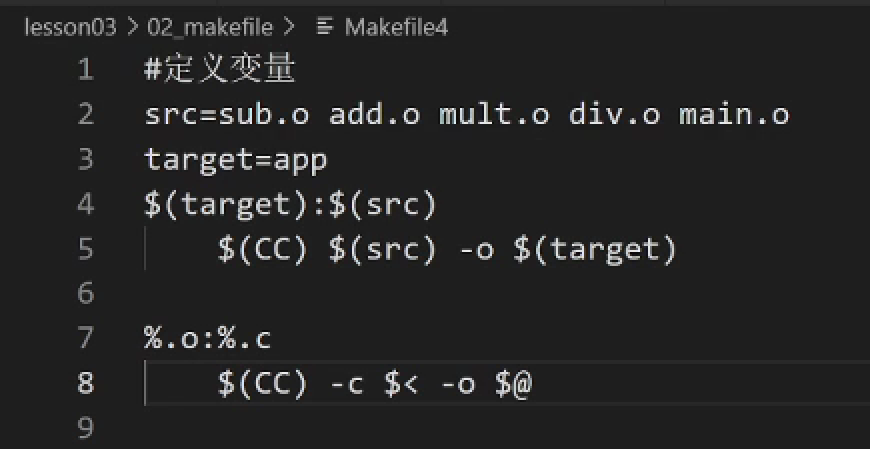 lesson03 > 02_makefile > Makefile4
1 #定义变量
2 src=sub.o add.o mult.o div.o main.o
3 target=app
4 $(target):$(src)
5     $(CC) $(src) -o $(target)
6
7 %.o:%.c
8     $(CC) -c $< -o $@
9